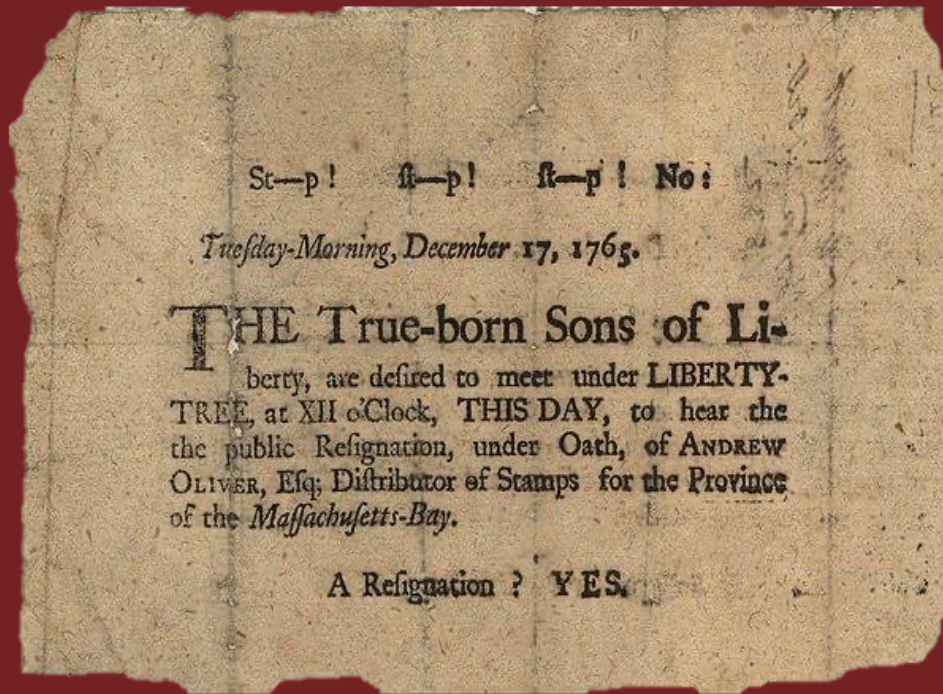 St—p! ſt—p! ſt—p! No:
Tueſday-Morning, December 17, 1765.
THE True-born Sons of Li-
berty, are deſired to meet under LIBERTY-
TREE, at XII o'Clock, THIS DAY, to hear the
the public Reſignation, under Oath, of ANDREW
OLIVER, Eſq; Diſtributor of Stamps for the Province
of the Maſſachuſetts-Bay.
A Reſignation? YES.